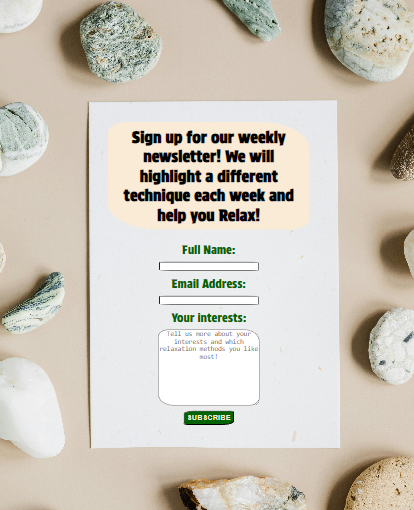 Sign up for our weekly
newsletter! We will
highlight a different
technique each week and
help you Relax!
Full Name:
Email Address:
Your interests:
Tell us more about your
interests and which
relaxation methods you like
most!
SUBSCRIBE